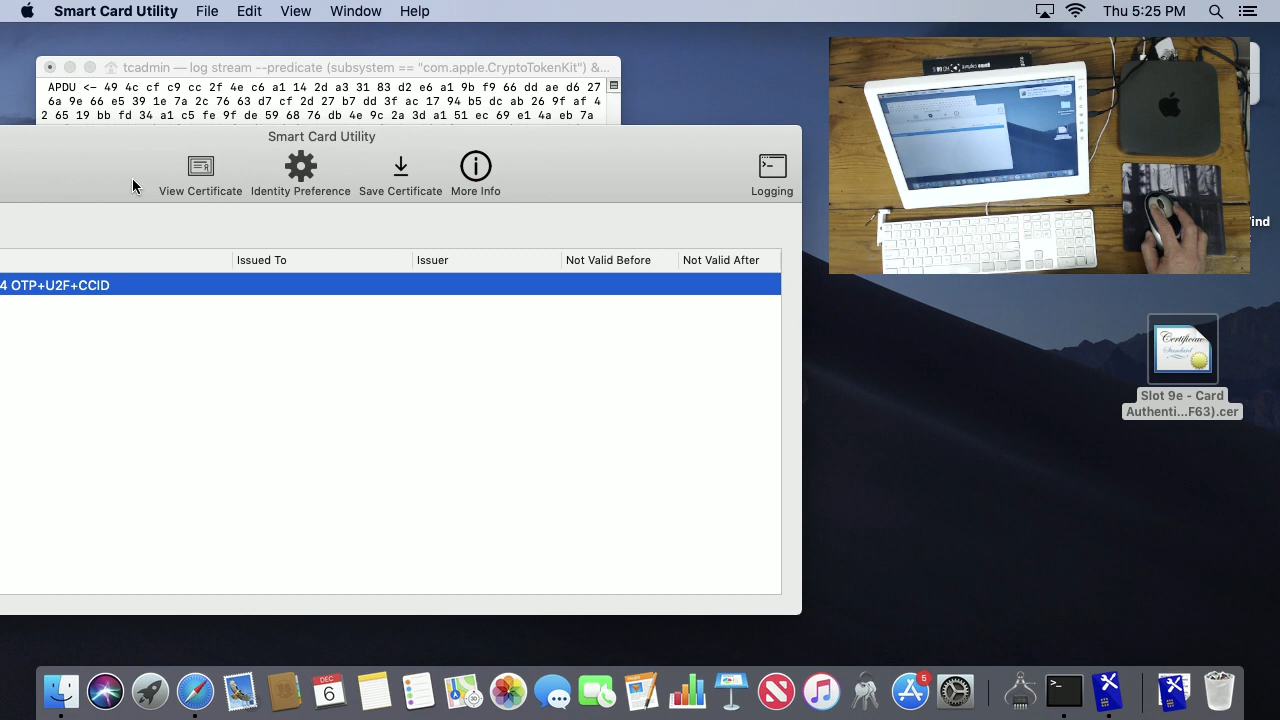 Smart Card Utility File Edit View Window Help Thu 5:25 PM
tcadmin — log stream --predicate (subsystem == "com.apple.CryptoTokenKit") &...
APDU <- 49 4c cf c9 cc 2f 4e c6 a1 14 2d a3 31 83 d2 e6 a1 9b f9 66 dd ae d6 27
6a 9e 66 e5 39 1e 7a 2c 76 63 d7 cf 2d 27 b7 dd 3f ac 17 94 b5 dc ab 26 9f af 4
2 65 19 bb fd 34 a1 c5 fe 9f d0 59 68 76 db 4e 9c 2a 3d a1 51 ec 69 e1 4a eb 7a
Smart Card Utility
View Certificate Identity Preference Save Certificate More Info Logging
Issued To Issuer Not Valid Before Not Valid After
4 OTP+U2F+CCID
Certificate
Standard
Slot 9e - Card
Authenti...F63).cer
DEC
6
5